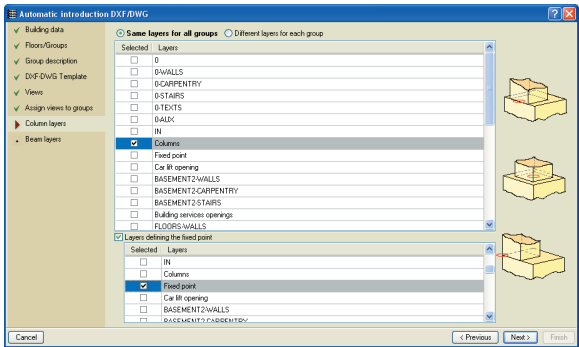 Automatic introduction DXF/DWG
Building data
Floors/Groups
Group description
DXF-DWG Template
Views
Assign views to groups
Column layers
Beam layers
Same layers for all groups Different layers for each group
Selected Layers
0
0-WALLS
0-CARPENTRY
0-STAIRS
0-TEXTS
0-AUX
IN
Columns
Fixed point
Car lift opening
BASEMENT2-WALLS
BASEMENT2-CARPENTRY
BASEMENT2-STAIRS
Building services openings
FLOORS-WALLS
Layers defining the fixed point
Selected Layers
IN
Columns
Fixed point
Car lift opening
BASEMENT2-WALLS
BASEMENT2-CARPENTRY
Cancel < Previous Next > Finish